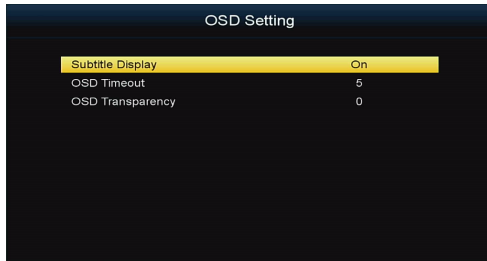 OSD Setting
Subtitle Display On
OSD Timeout 5
OSD Transparency 0